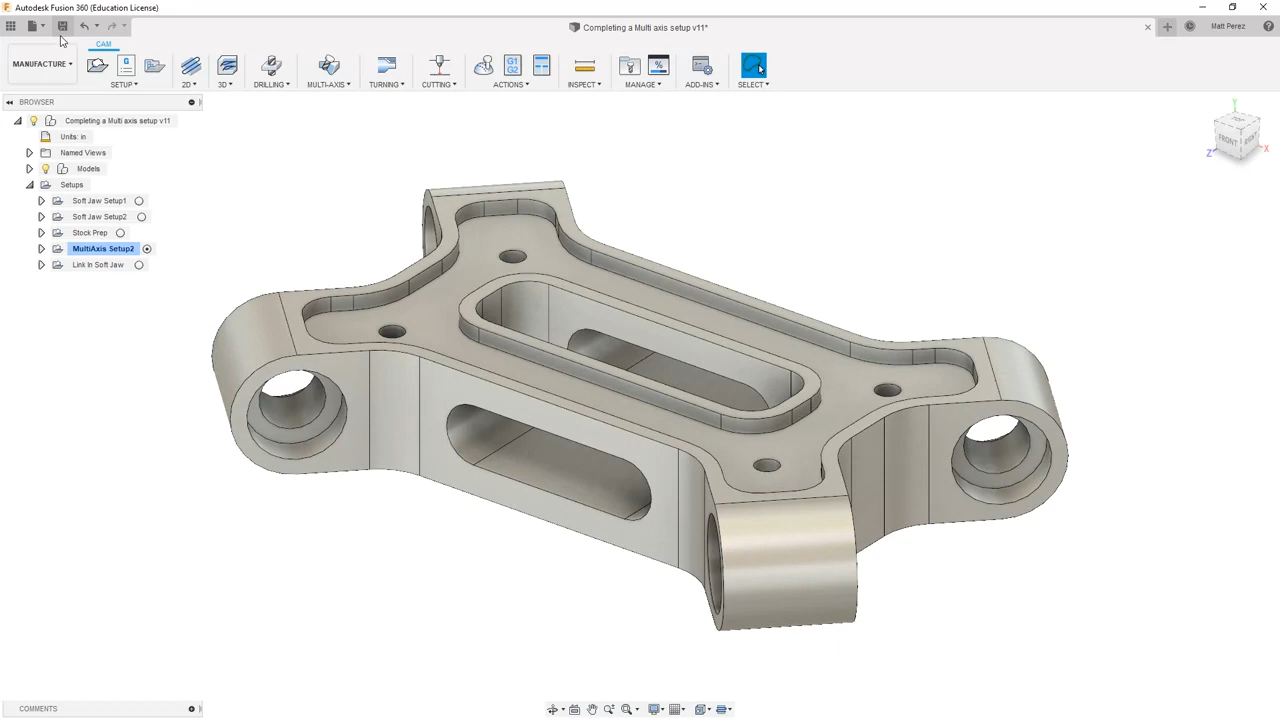 Autodesk Fusion 360 (Education License)
Completing a Multi axis setup v11*
Matt Perez
CAM
MANUFACTURE
SETUP
2D
3D
DRILLING
MULTI-AXIS
TURNING
CUTTING
ACTIONS
INSPECT
MANAGE
ADD-INS
SELECT
G
G1
G2
%
BROWSER
Completing a Multi axis setup v11
Units: in
Named Views
Models
Setups
Soft Jaw Setup1
Soft Jaw Setup2
Stock Prep
MultiAxis Setup2
Link In Soft Jaw
Y
TOP
FRONT
RIGHT
Z
X
COMMENTS